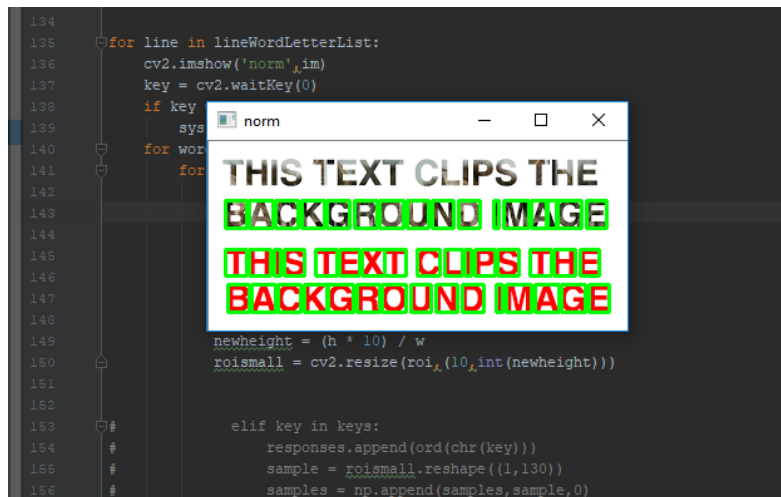 134
135 for line in lineWordLetterList:
136 cv2.imshow('norm',im)
137 key = cv2.waitKey(0)
138 if key
139 sys
140 for wor
141 for
142
143
144
145
146
147
148
149 newheight = (h * 10) / w
150 roismall = cv2.resize(roi,(10,int(newheight)))
151
152
153 # elif key in keys:
154 # responses.append(ord(chr(key)))
155 # sample = roismall.reshape((1,130))
156 # samples = np.append(samples,sample,0)
norm
THIS TEXT CLIPS THE
BACKGROUND IMAGE
THIS TEXT CLIPS THE
BACKGROUND IMAGE